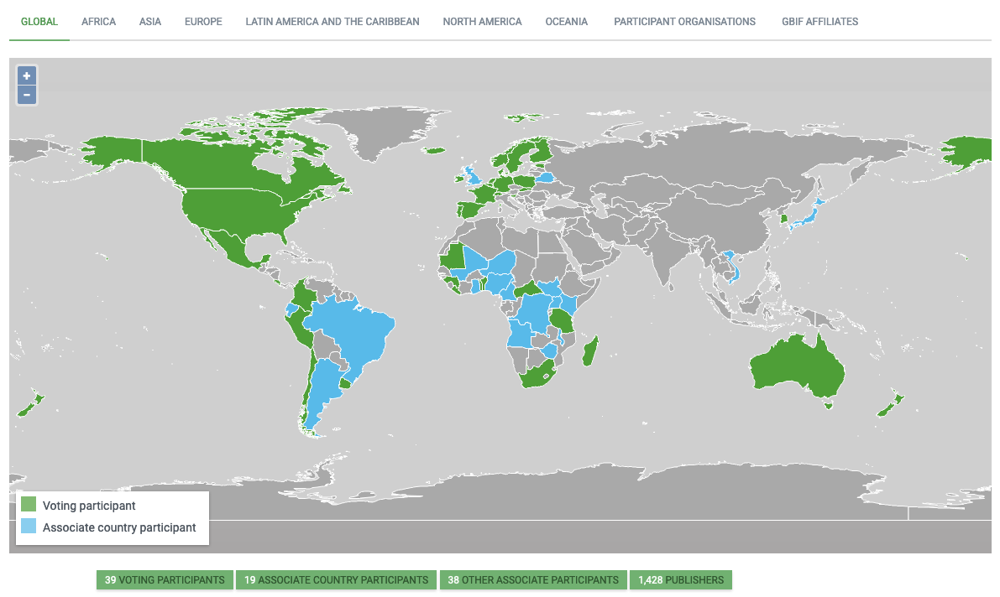 GLOBAL AFRICA ASIA EUROPE LATIN AMERICA AND THE CARIBBEAN NORTH AMERICA OCEANIA PARTICIPANT ORGANISATIONS GBIF AFFILIATES
+
−
Voting participant
Associate country participant
39 VOTING PARTICIPANTS 19 ASSOCIATE COUNTRY PARTICIPANTS 38 OTHER ASSOCIATE PARTICIPANTS 1,428 PUBLISHERS